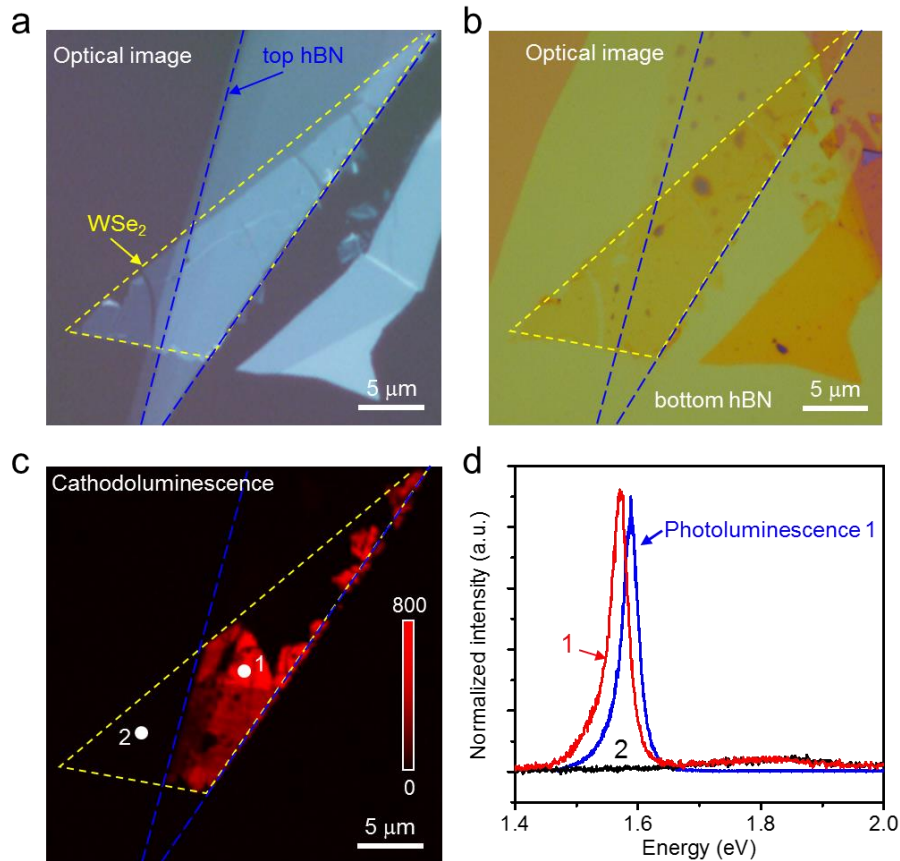 a
Optical image
top hBN
WSe₂
5 μm
b
Optical image
bottom hBN
5 μm
c
Cathodoluminescence
800
0
1
2
5 μm
d
Normalized intensity (a.u.)
Photoluminescence 1
1
2
1.4 1.6 1.8 2.0
Energy (eV)